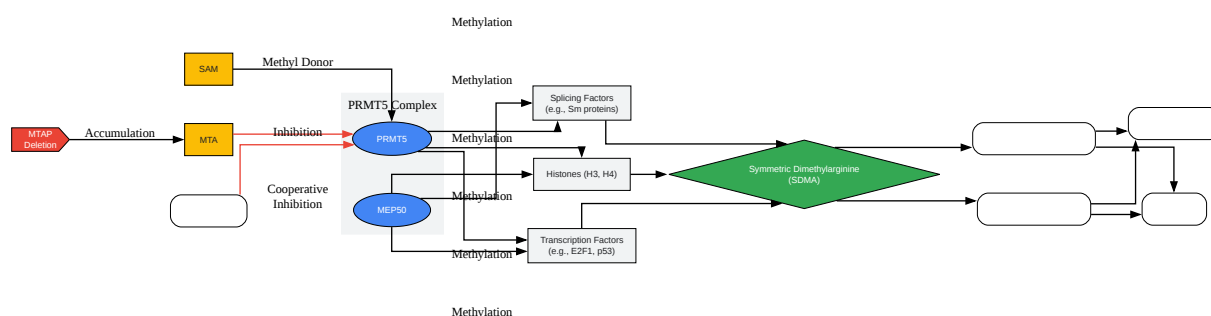 Methylation
SAM
Methyl Donor
Methylation
Splicing Factors
(e.g., Sm proteins)
PRMT5 Complex
MTAP
Deletion
Accumulation
MTA
Inhibition
PRMT5
Methylation
Histones (H3, H4)
Symmetric Dimethylarginine
(SDMA)
Cooperative
Inhibition
MEP50
Methylation
Transcription Factors
(e.g., E2F1, p53)
Methylation
Methylation